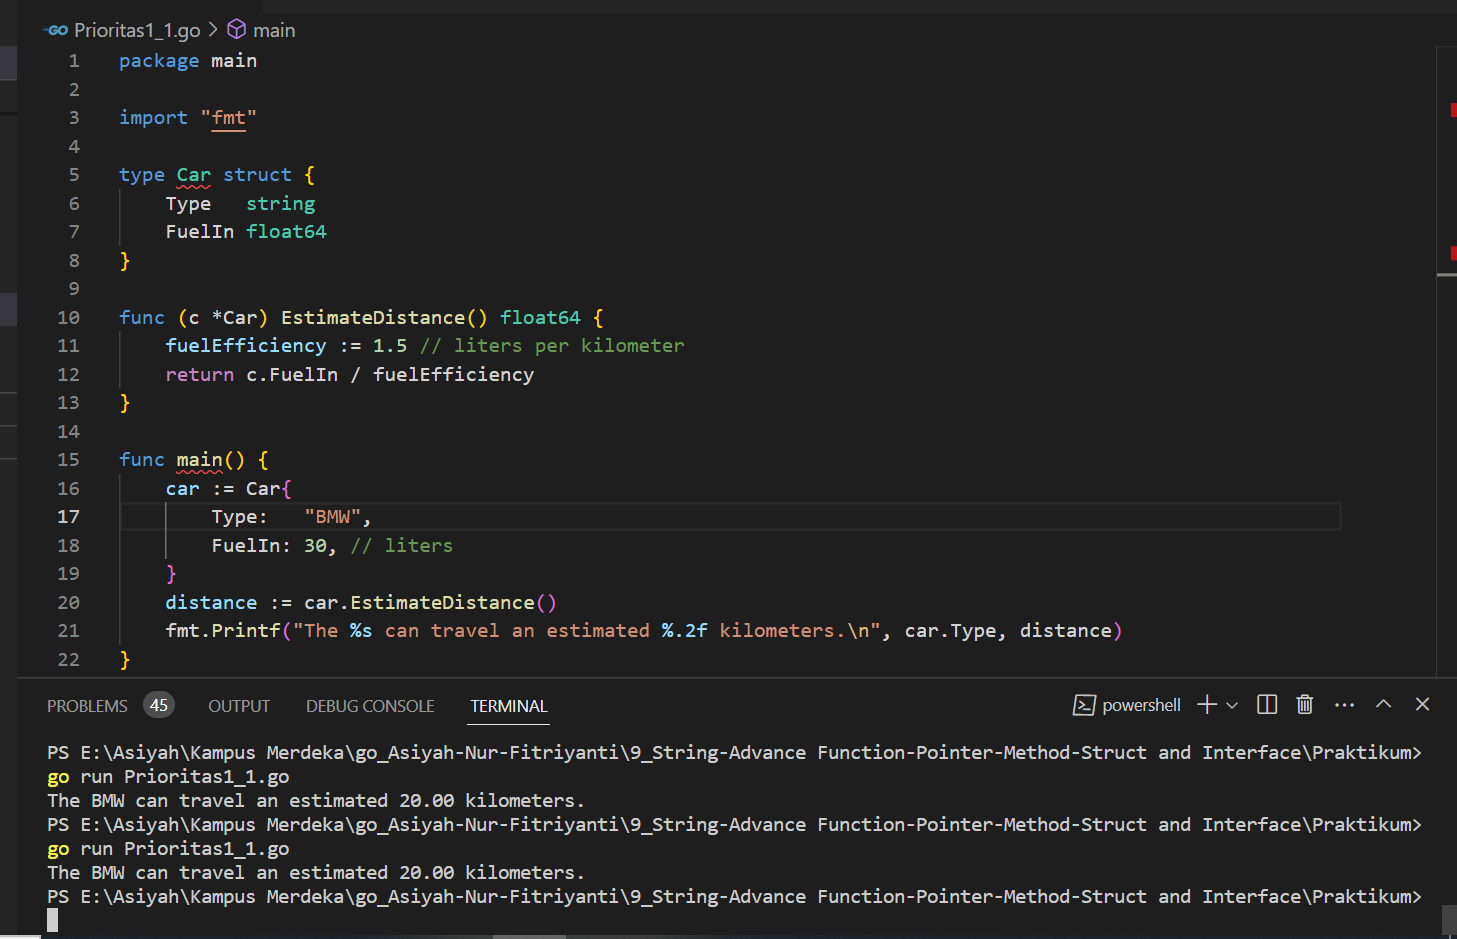 GO Prioritas1_1.go > main
1 package main
2
3 import "fmt"
4
5 type Car struct {
6 Type   string
7 FuelIn float64
8 }
9
10 func (c *Car) EstimateDistance() float64 {
11 fuelEfficiency := 1.5 // liters per kilometer
12 return c.FuelIn / fuelEfficiency
13 }
14
15 func main() {
16 car := Car{
17 Type:   "BMW",
18 FuelIn: 30, // liters
19 }
20 distance := car.EstimateDistance()
21 fmt.Printf("The %s can travel an estimated %.2f kilometers.\n", car.Type, distance)
22 }
PROBLEMS 45 OUTPUT DEBUG CONSOLE TERMINAL powershell
PS E:\Asiyah\Kampus Merdeka\go_Asiyah-Nur-Fitriyanti\9_String-Advance Function-Pointer-Method-Struct and Interface\Praktikum>
go run Prioritas1_1.go
The BMW can travel an estimated 20.00 kilometers.
PS E:\Asiyah\Kampus Merdeka\go_Asiyah-Nur-Fitriyanti\9_String-Advance Function-Pointer-Method-Struct and Interface\Praktikum>
go run Prioritas1_1.go
The BMW can travel an estimated 20.00 kilometers.
PS E:\Asiyah\Kampus Merdeka\go_Asiyah-Nur-Fitriyanti\9_String-Advance Function-Pointer-Method-Struct and Interface\Praktikum>